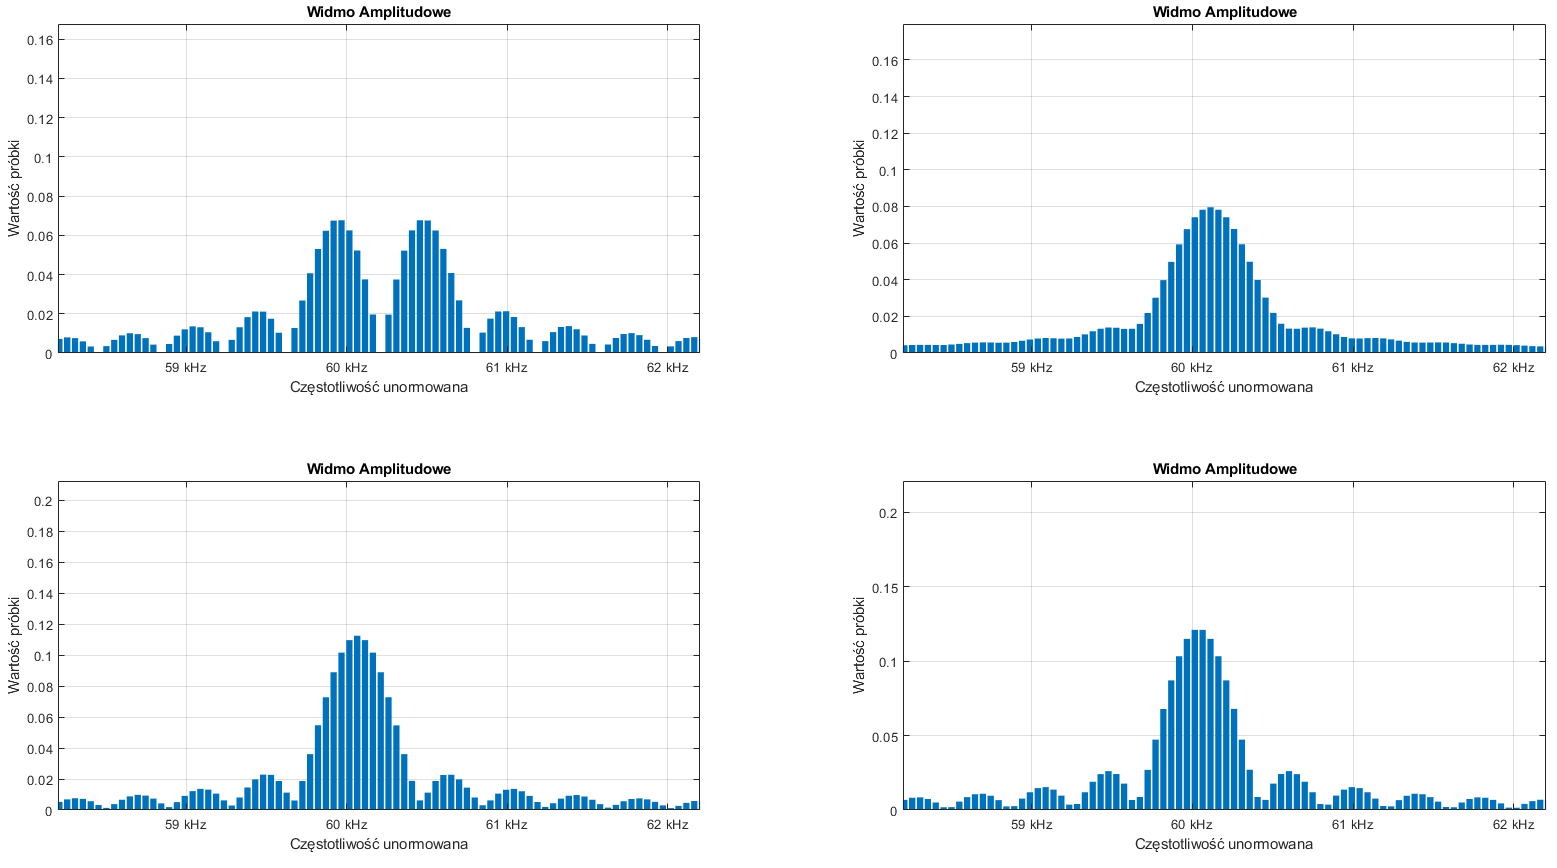 Widmo Amplitudowe
Wartość próbki
0.16
0.14
0.12
0.1
0.08
0.06
0.04
0.02
0
59 kHz 60 kHz 61 kHz 62 kHz
Częstotliwość unormowana
Widmo Amplitudowe
Wartość próbki
0.16
0.14
0.12
0.1
0.08
0.06
0.04
0.02
0
59 kHz 60 kHz 61 kHz 62 kHz
Częstotliwość unormowana
Widmo Amplitudowe
Wartość próbki
0.2
0.18
0.16
0.14
0.12
0.1
0.08
0.06
0.04
0.02
0
59 kHz 60 kHz 61 kHz 62 kHz
Częstotliwość unormowana
Widmo Amplitudowe
Wartość próbki
0.2
0.15
0.1
0.05
0
59 kHz 60 kHz 61 kHz 62 kHz
Częstotliwość unormowana